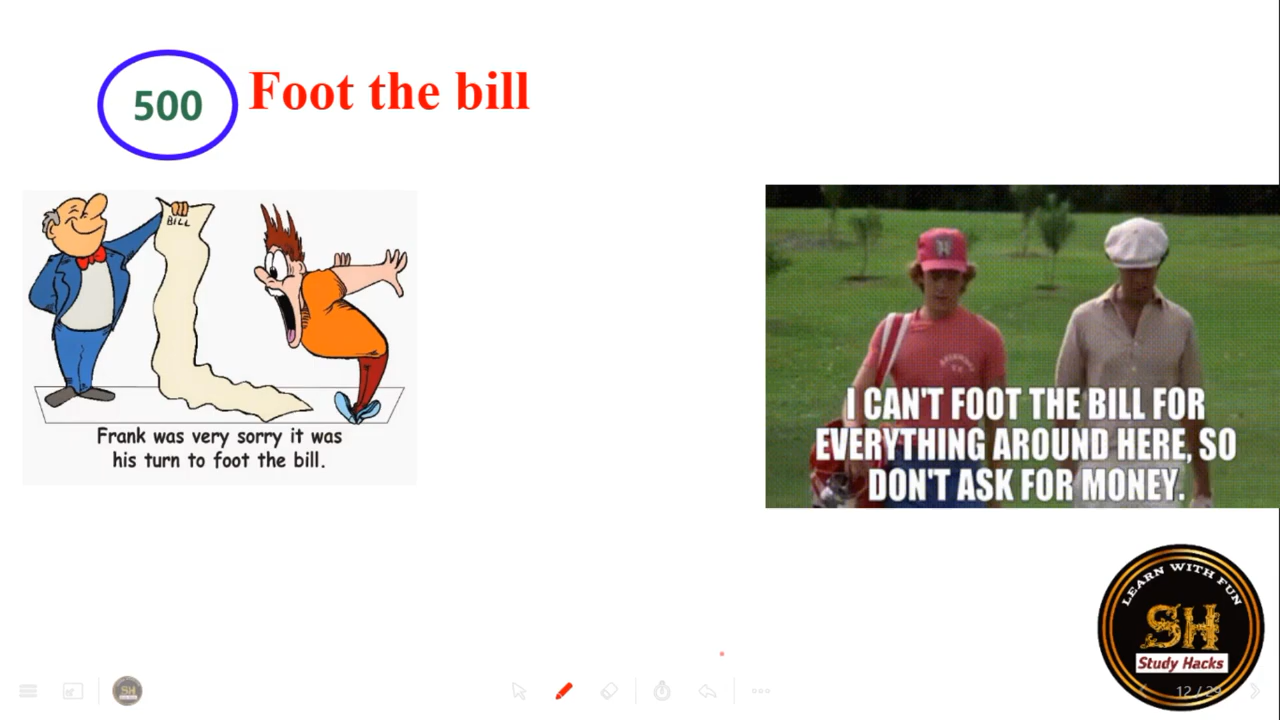 500
Foot the bill
BILL
Frank was very sorry it was
his turn to foot the bill.
I CAN'T FOOT THE BILL FOR
EVERYTHING AROUND HERE, SO
DON'T ASK FOR MONEY.
LEARN WITH FUN
SH
Study Hacks
SH
12 / 29